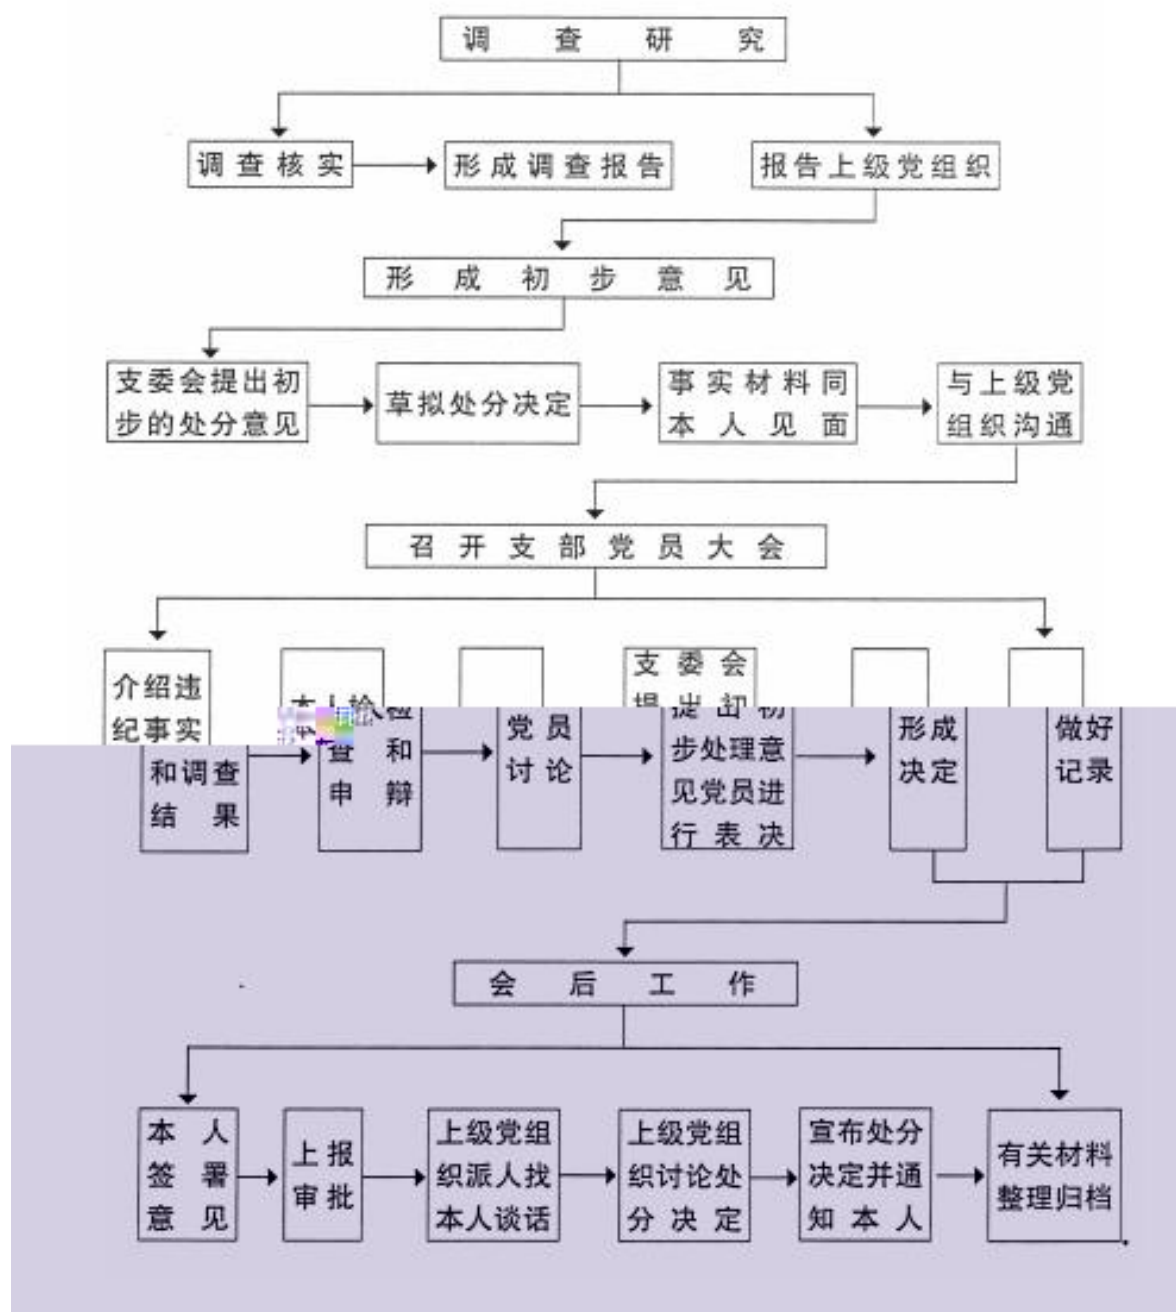 调查研究
调查核实
形成调查报告
报告上级党组织
形成初步意见
支委会提出初
步的处分意见
草拟处分决定
事实材料同
本人见面
与上级党
组织沟通
召开支部党员大会
介绍违
纪事实
和调查
结果
本人检
查和
申辩
党员
讨论
支委会
提出初
步处理意
见党员进
行表决
形成
决定
做好
记录
会后工作
本人
签署
意见
上报
审批
上级党组
织派人找
本人谈话
上级党组
织讨论处
分决定
宣布处分
决定并通
知本人
有关材料
整理归档